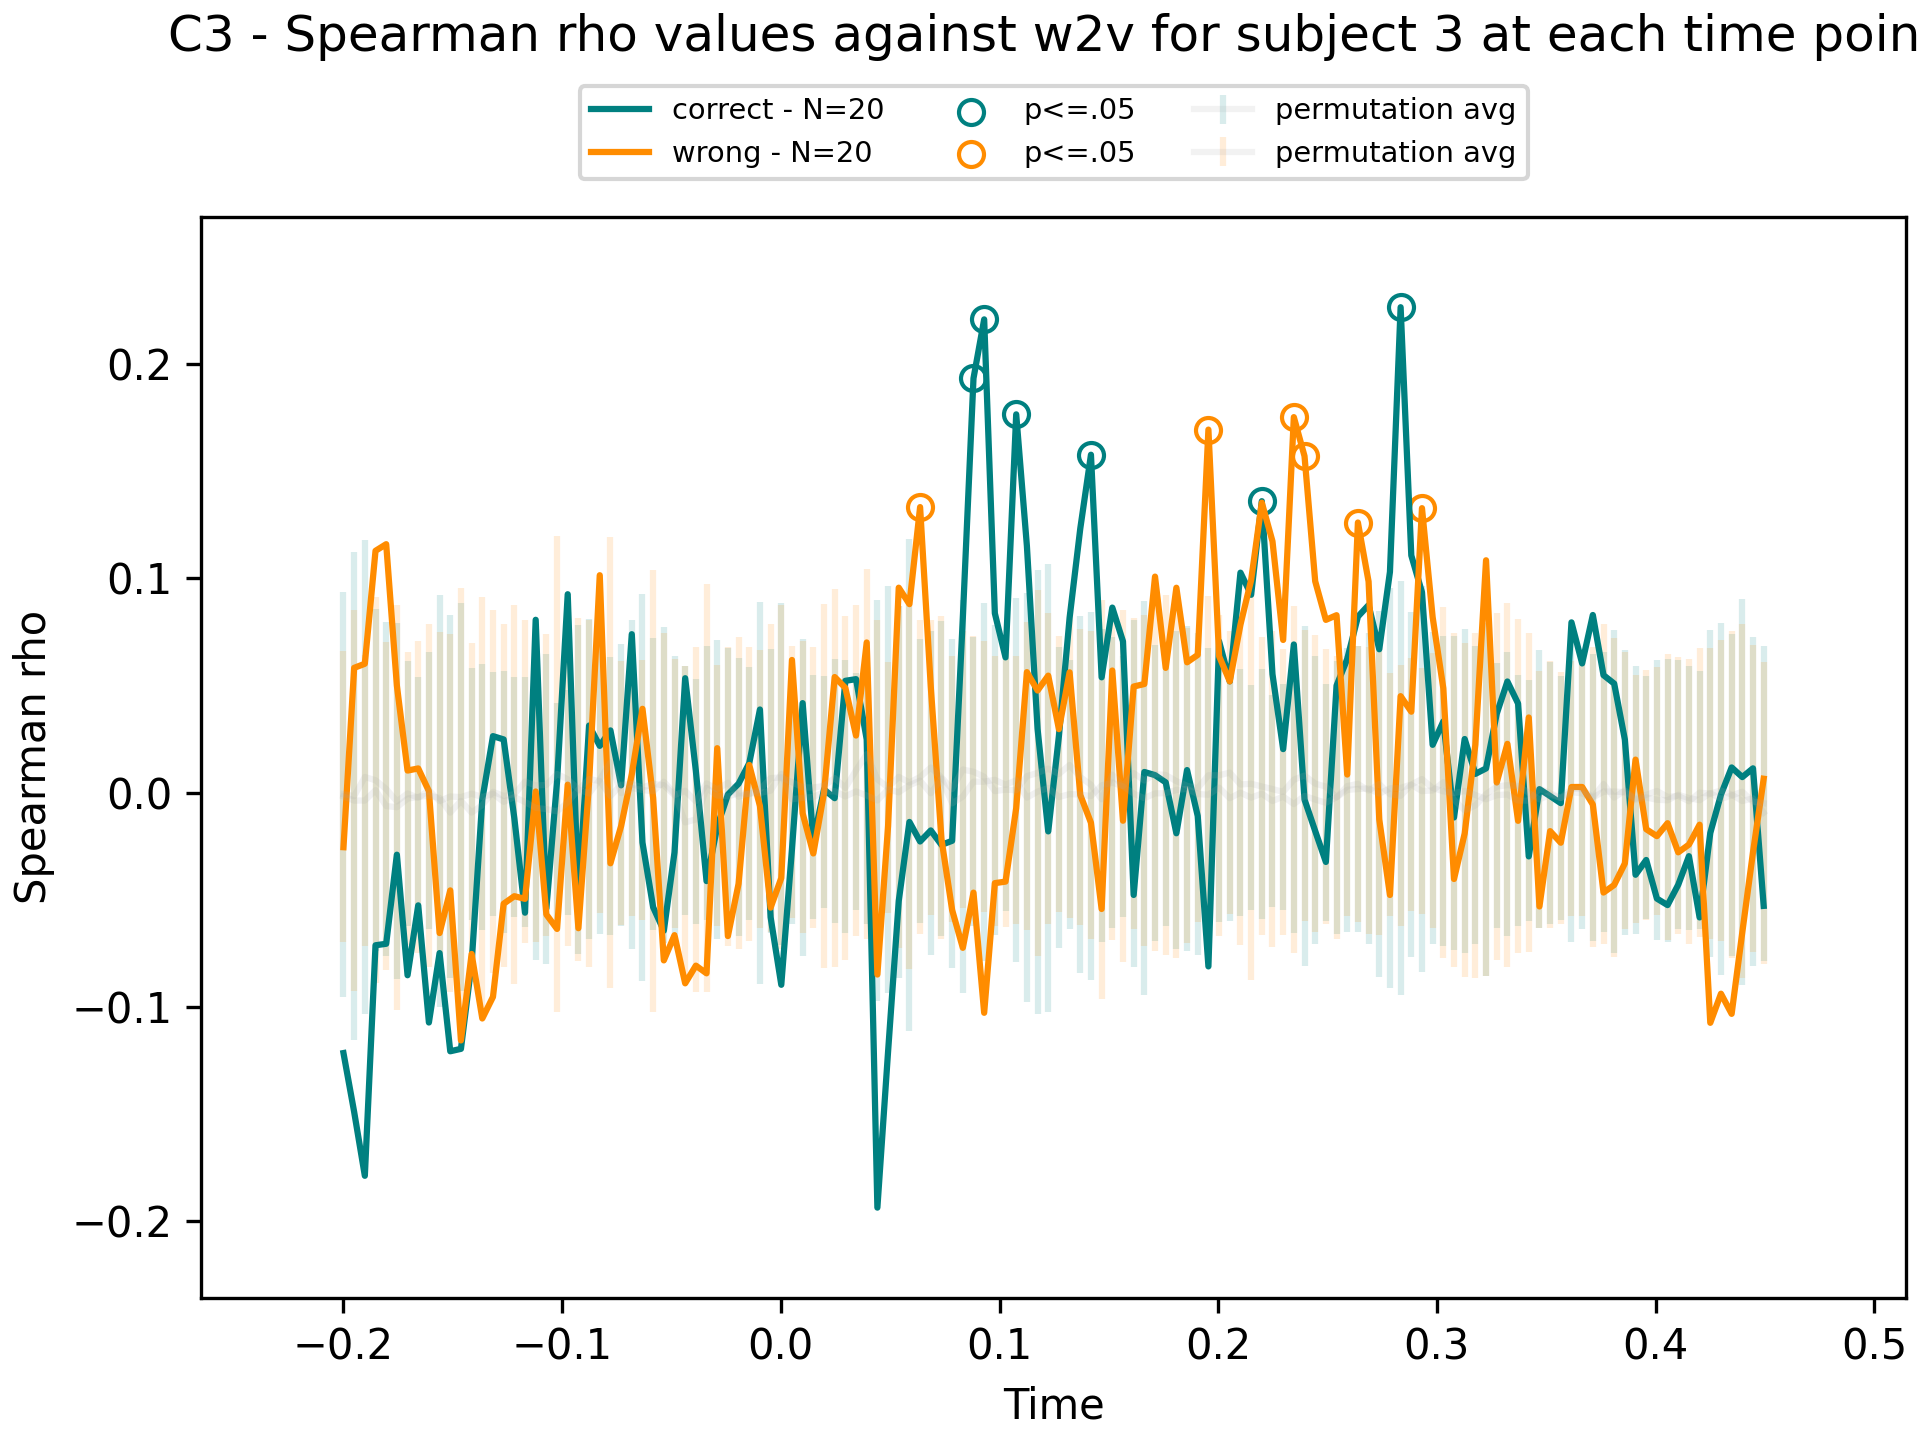 C3 - Spearman rho values against w2v for subject 3 at each time poin
correct - N=20
wrong - N=20
p<=.05
p<=.05
permutation avg
permutation avg
Spearman rho
0.2
0.1
0.0
−0.1
−0.2
−0.2 −0.1 0.0 0.1 0.2 0.3 0.4 0.5
Time